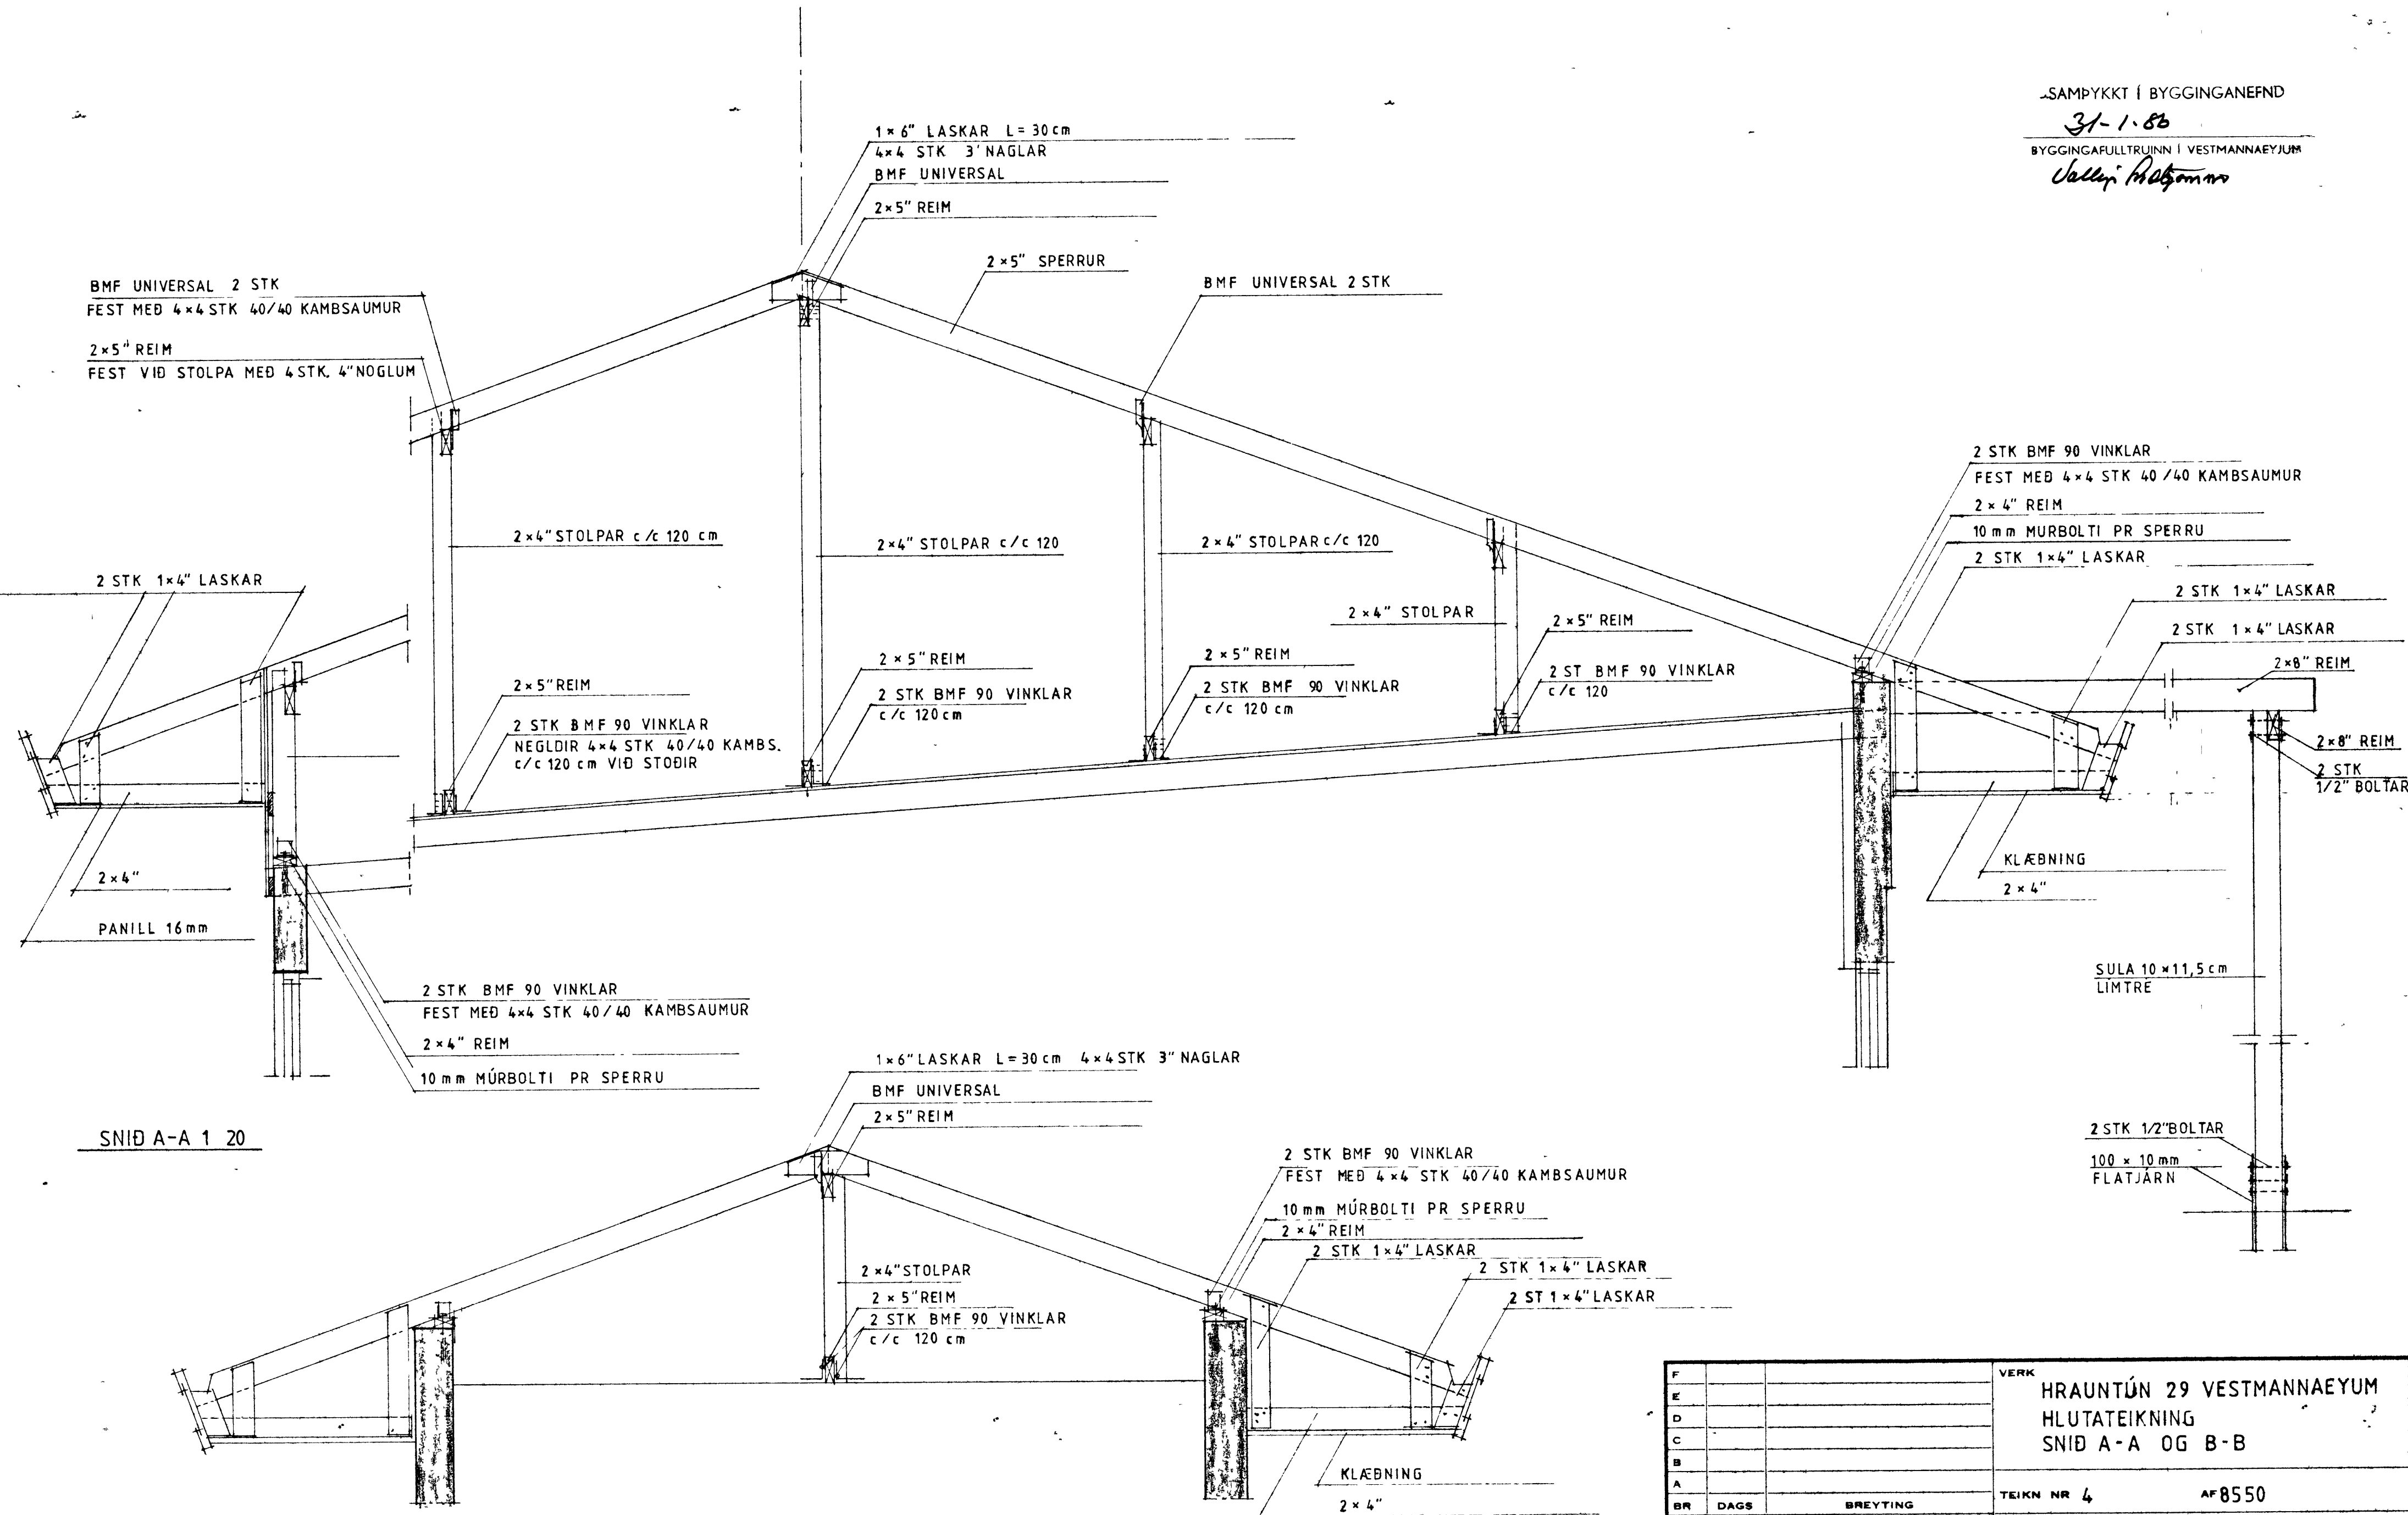 SAMÞYKKT Í BYGGINGANEFND
31-1-86
BYGGINGAFULLTRUINN Í VESTMANNAEYJUM
1×6" LASKAR L=30cm
4×4 STK 3' NAGLAR
BMF UNIVERSAL
2×5" REIM
2×5" SPERRUR
BMF UNIVERSAL 2 STK
BMF UNIVERSAL 2 STK
FEST MEÐ 4×4 STK 40/40 KAMBSAUMUR
2×5" REIM
FEST VIÐ STOLPA MEÐ 4 STK. 4" NOGLUM
2 STK BMF 90 VINKLAR
FEST MEÐ 4×4 STK 40/40 KAMBSAUMUR
2×4" REIM
10 mm MURBOLTI PR SPERRU
2 STK 1×4" LASKAR
2 STK 1×4" LASKAR
2 STK 1×4" LASKAR
2×8" REIM
2×8" REIM
2 STK
1/2" BOLTAR
2×4" STOLPAR c/c 120 cm
2×4" STOLPAR c/c 120
2×4" STOLPAR c/c 120
2×4" STOLPAR
2 STK 1×4" LASKAR
2×5" REIM
2 STK BMF 90 VINKLAR
NEGLDIR 4×4 STK 40/40 KAMBS.
c/c 120 cm VIÐ STOÐIR
2×5" REIM
2 STK BMF 90 VINKLAR
c/c 120cm
2×5" REIM
2 STK BMF 90 VINKLAR
c/c 120 cm
2×5" REIM
2 ST BMF 90 VINKLAR
c/c 120
2×4"
PANILL 16mm
KLÆÐNING
2×4"
2 STK BMF 90 VINKLAR
FEST MEÐ 4×4 STK 40/40 KAMBSAUMUR
2×4" REIM
10 mm MÚRBOLTI PR SPERRU
SULA 10×11,5 cm
LÍMTRE
2 STK 1/2" BOLTAR
100 × 10 mm
FLATJÁRN
SNIÐ A-A 1 20
1×6" LASKAR L=30 cm 4×4 STK 3" NAGLAR
BMF UNIVERSAL
2×5" REIM
2 STK BMF 90 VINKLAR
FEST MEÐ 4×4 STK 40/40 KAMBSAUMUR
10 mm MÚRBOLTI PR SPERRU
2×4" REIM
2 STK 1×4" LASKAR
2 STK 1×4" LASKAR
2 ST 1×4" LASKAR
2×4" STOLPAR
2×5" REIM
2 STK BMF 90 VINKLAR
c/c 120 cm
KLÆÐNING
2×4"
F
E
D
C
B
A
BR DAGS BREYTING
VERK
HRAUNTÚN 29 VESTMANNAEYUM
HLUTATEIKNING
SNIÐ A-A OG B-B
TEIKN NR 4 AF 8550